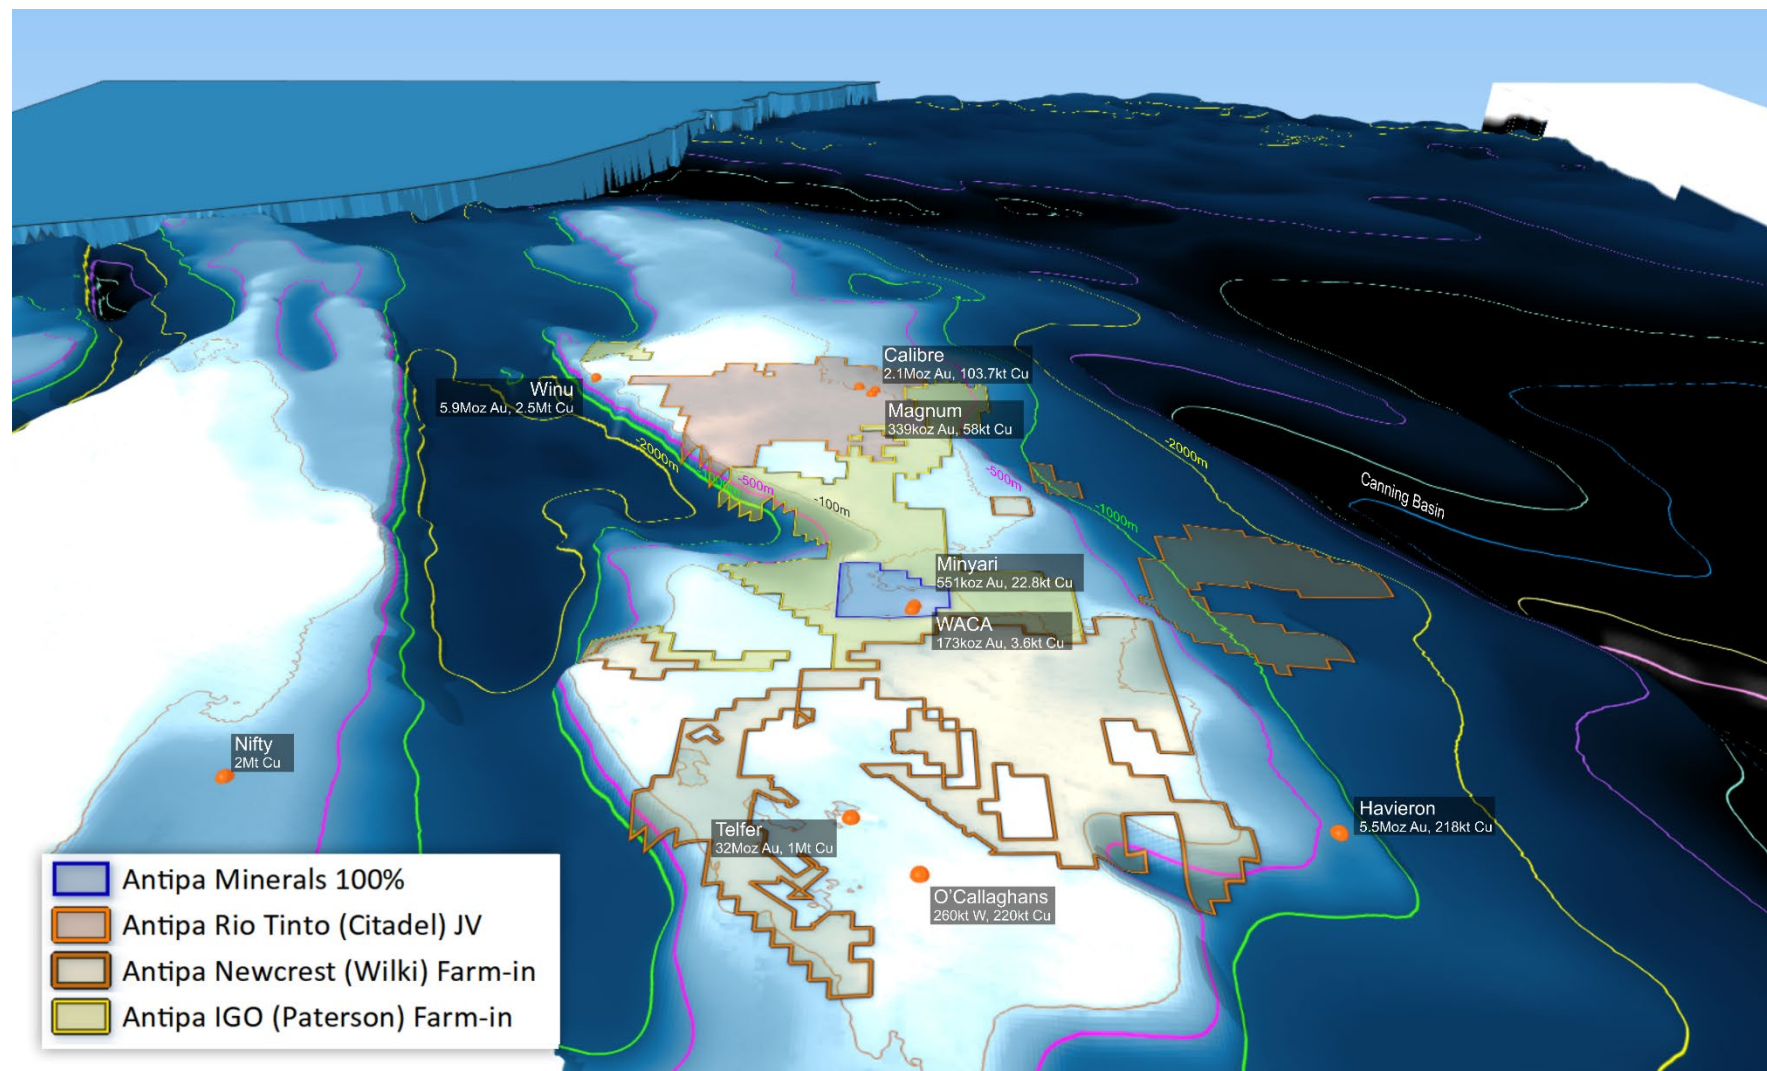 Calibre
2.1Moz Au, 103.7kt Cu
Winu
5.9Moz Au, 2.5Mt Cu
Magnum
339koz Au, 58kt Cu
-2000m
-500m
-100m
-500m
-2000m
-1000m
Canning Basin
Minyari
551koz Au, 22.8kt Cu
WACA
173koz Au, 3.6kt Cu
Nifty
2Mt Cu
Telfer
32Moz Au, 1Mt Cu
Havieron
5.5Moz Au, 218kt Cu
O'Callaghans
260kt W, 220kt Cu
Antipa Minerals 100%
Antipa Rio Tinto (Citadel) JV
Antipa Newcrest (Wilki) Farm-in
Antipa IGO (Paterson) Farm-in